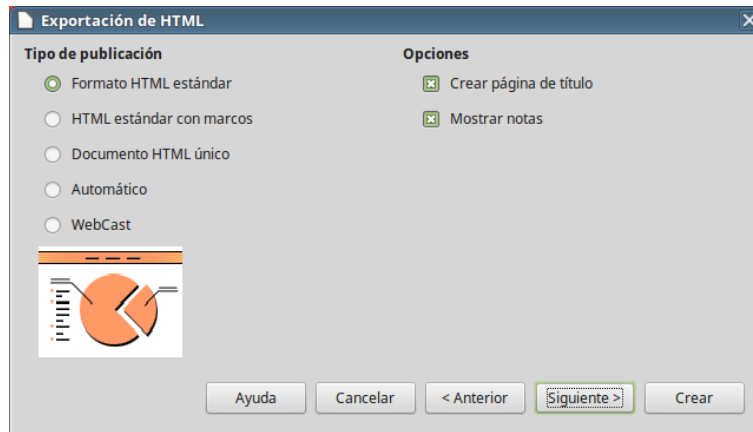 Exportación de HTML
Tipo de publicación
Formato HTML estándar
HTML estándar con marcos
Documento HTML único
Automático
WebCast
Opciones
Crear página de título
Mostrar notas
Ayuda
Cancelar
< Anterior
Siguiente >
Crear